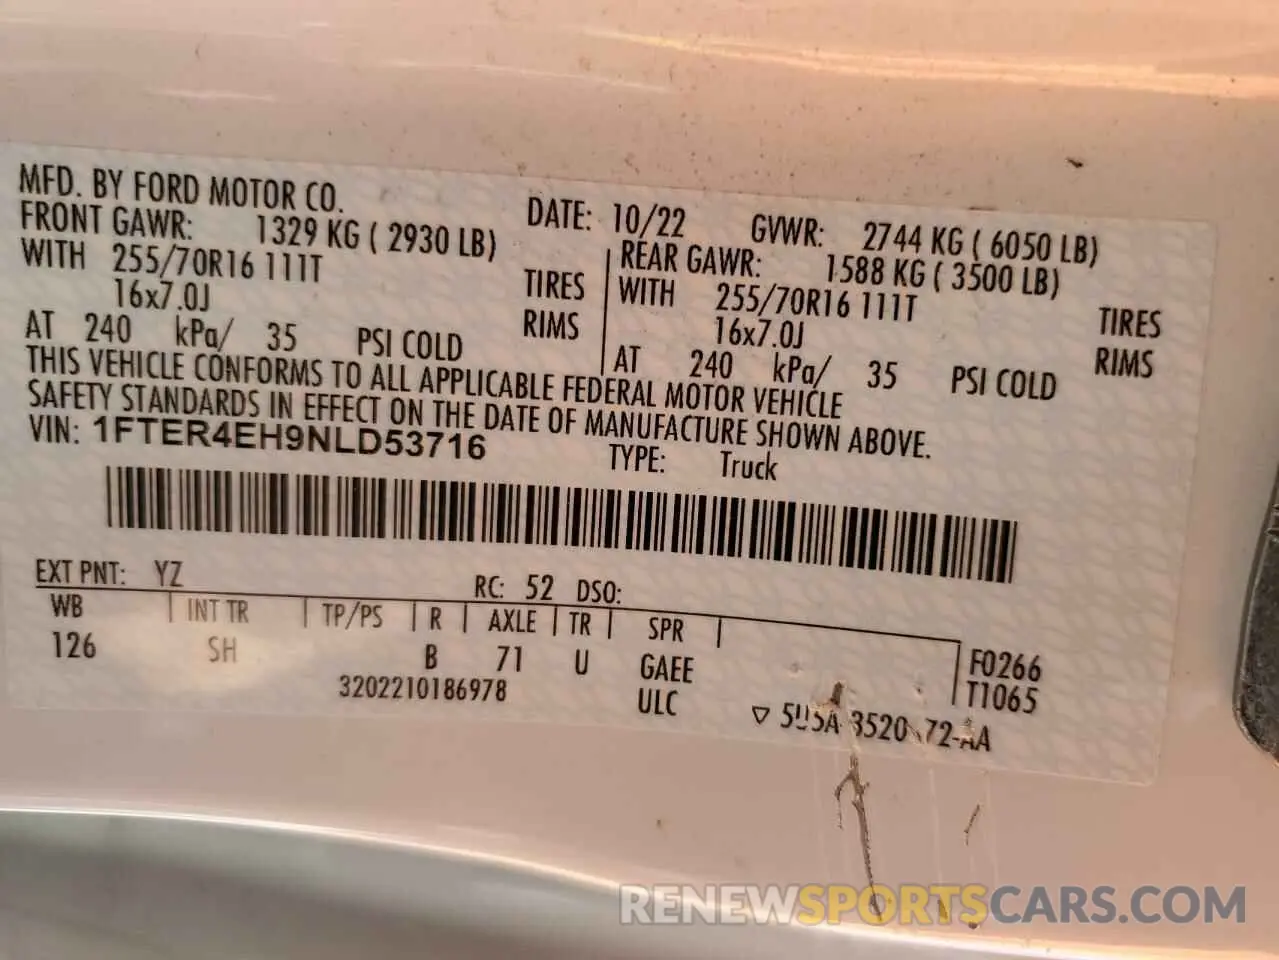 MFD. BY FORD MOTOR CO.
DATE: 10/22 GVWR: 2744 KG ( 6050 LB)
FRONT GAWR: 1329 KG ( 2930 LB) REAR GAWR: 1588 KG ( 3500 LB)
WITH 255/70R16 111T TIRES WITH 255/70R16 111T TIRES
16x7.0J RIMS 16x7.0J RIMS
AT 240 kPa/ 35 PSI COLD AT 240 kPa/ 35 PSI COLD
THIS VEHICLE CONFORMS TO ALL APPLICABLE FEDERAL MOTOR VEHICLE
SAFETY STANDARDS IN EFFECT ON THE DATE OF MANUFACTURE SHOWN ABOVE.
VIN: 1FTER4EH9NLD53716 TYPE: Truck
EXT PNT: YZ RC: 52 DSO:
WB INT TR TP/PS R AXLE TR SPR
126 SH B 71 U GAEE F0266
3202210186978 ULC T1065
RENEWSPORTSCARS.COM